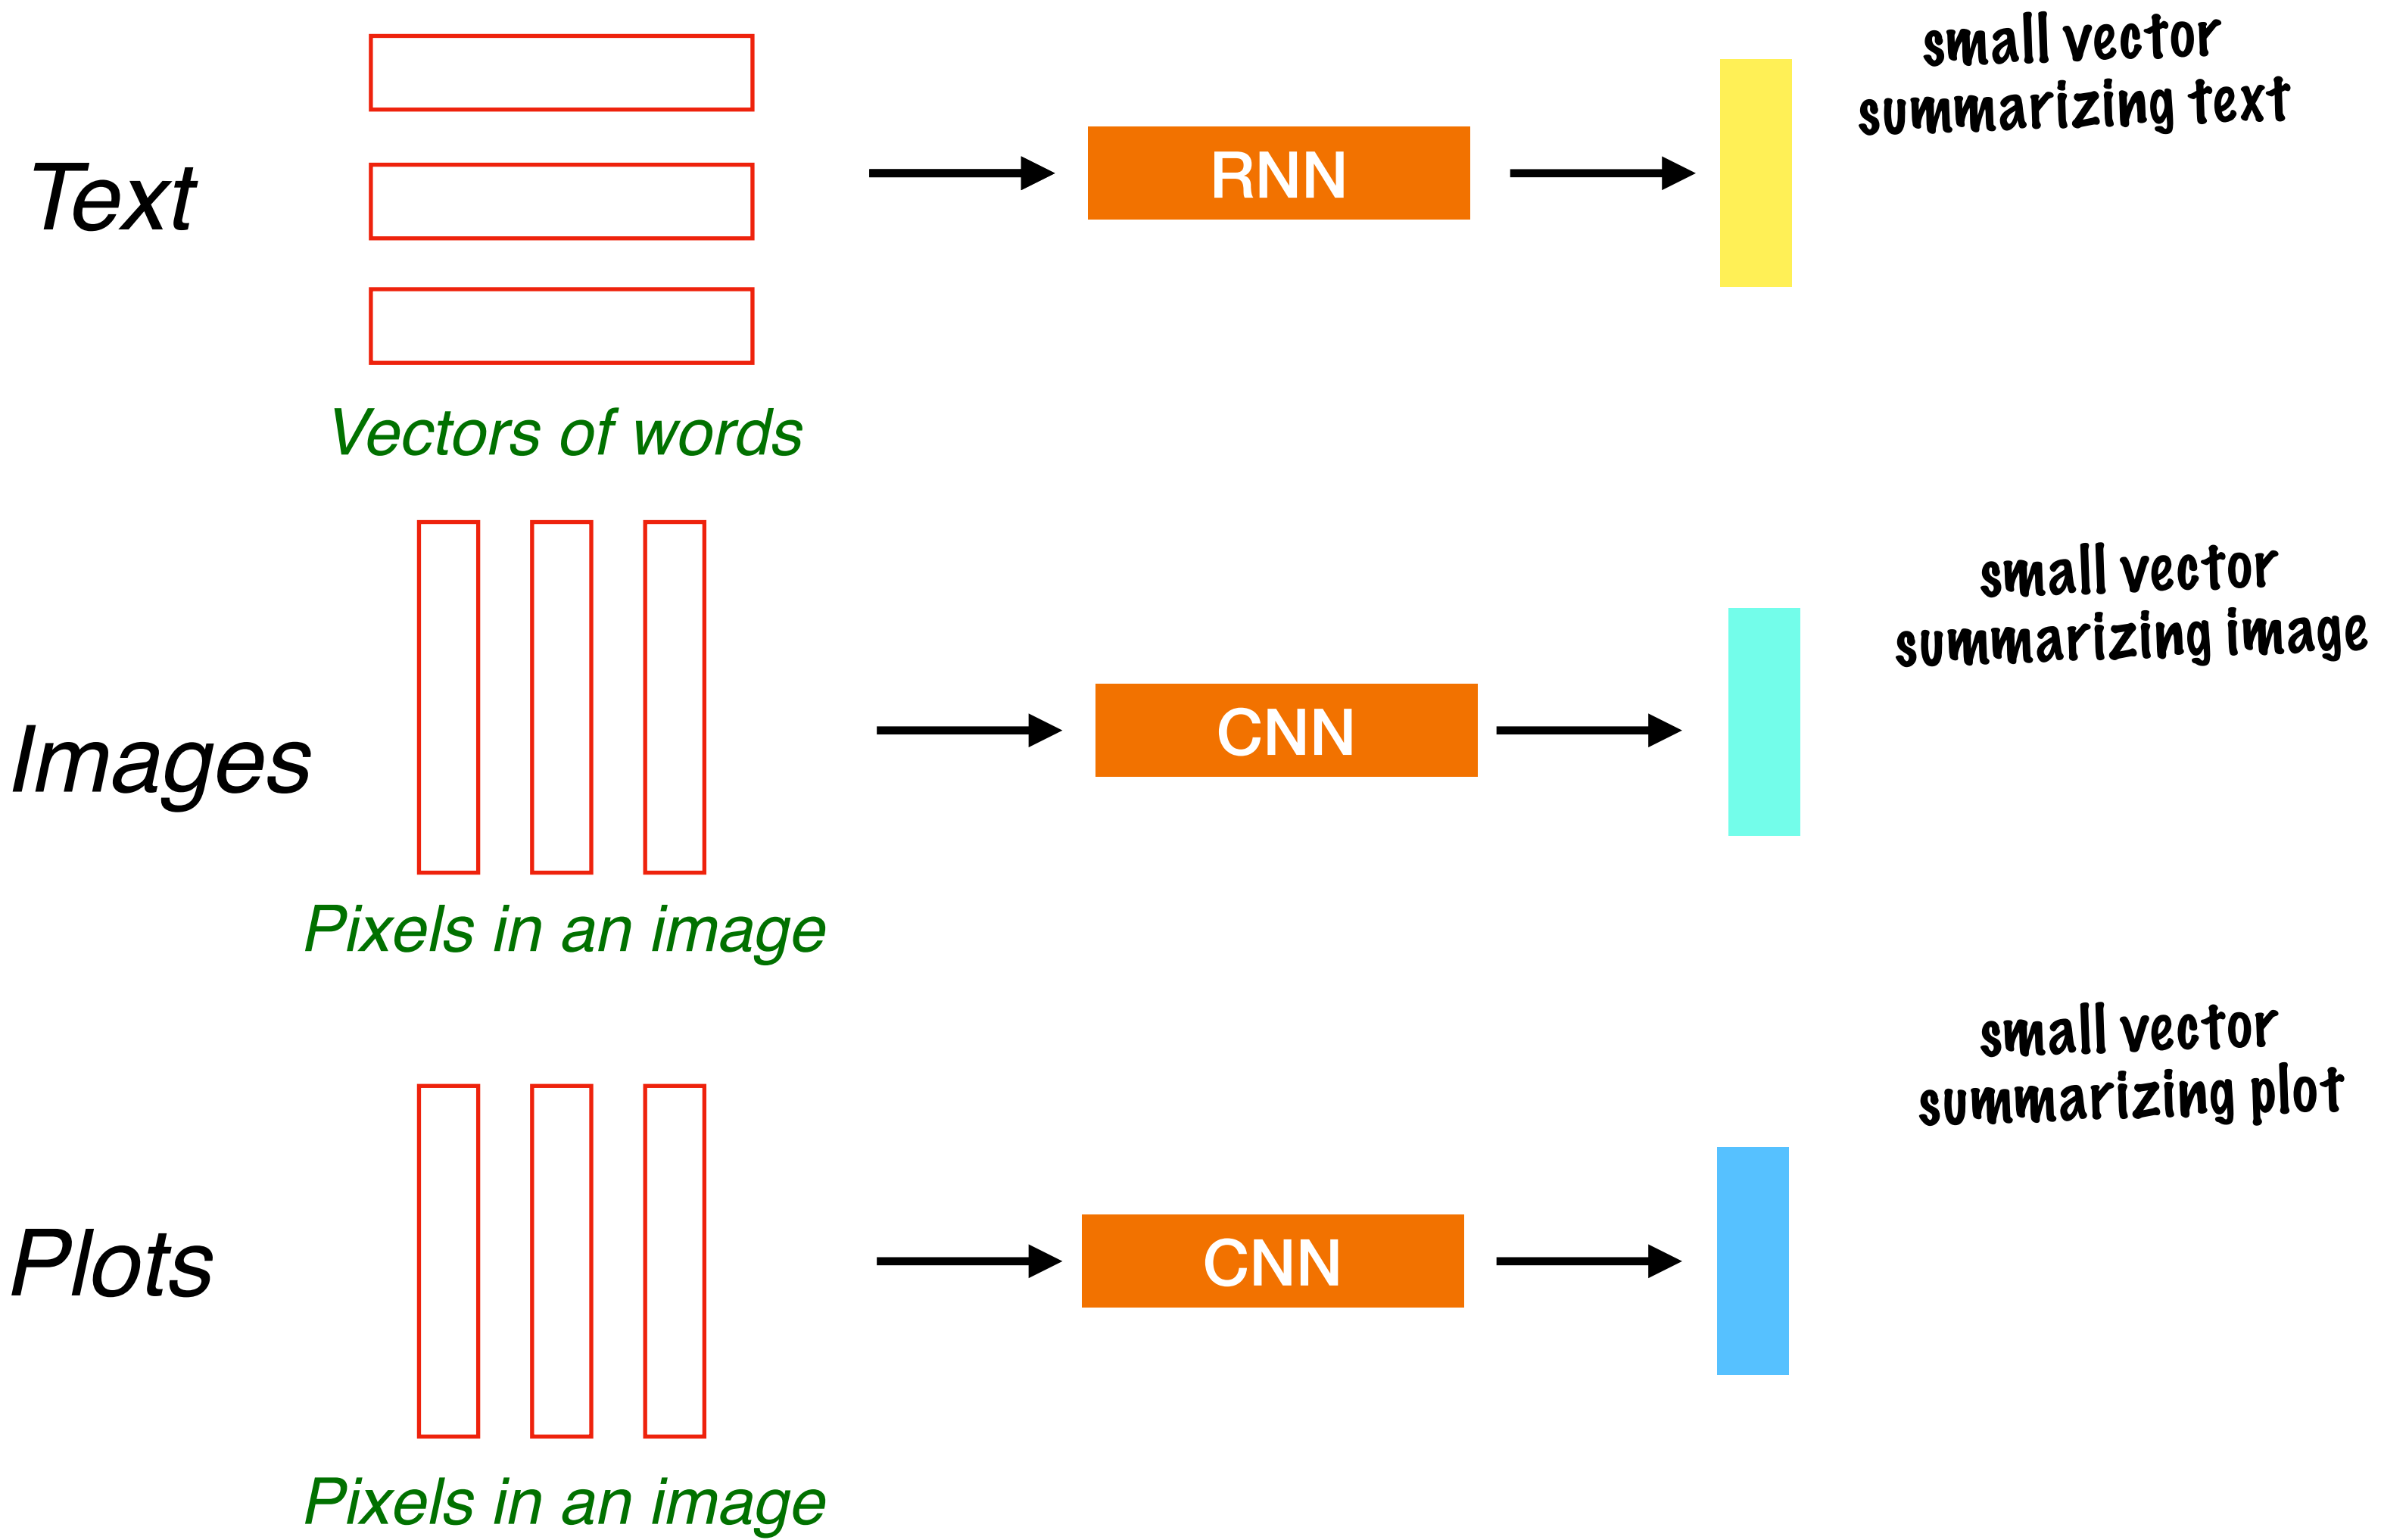 small vector
summarizing text
Text
RNN
Vectors of words
small vector
summarizing image
Images
CNN
Pixels in an image
small vector
summarizing plot
Plots
CNN
Pixels in an image